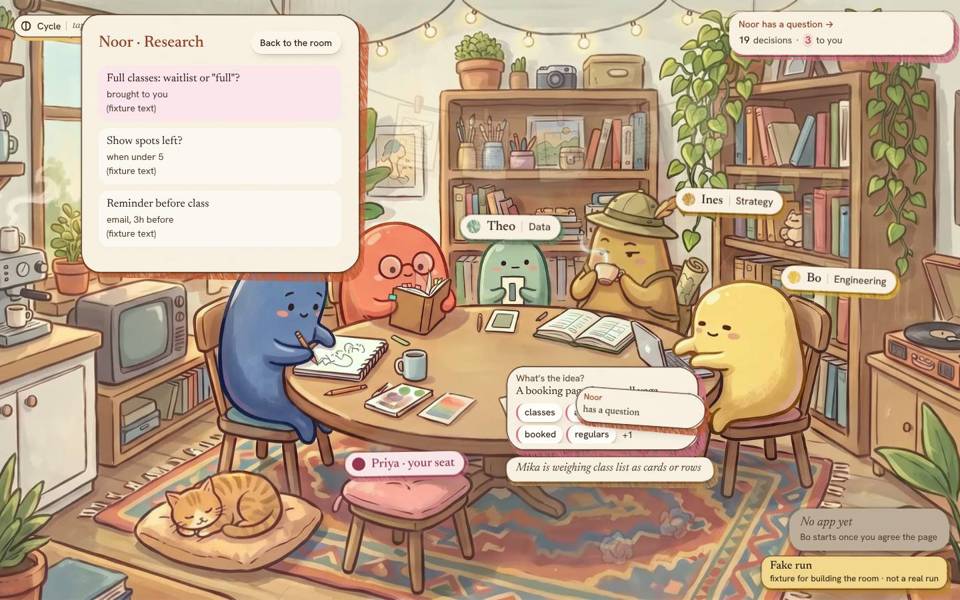 Cycle
Noor · Research
Back to the room
Full classes: waitlist or "full"?
brought to you
(fixture text)
Show spots left?
when under 5
(fixture text)
Reminder before class
email, 3h before
(fixture text)
Noor has a question →
19 decisions · 3 to you
Theo Data
Ines Strategy
Bo Engineering
What's the idea?
A booking
Noor
has a question
classes
booked regulars +1
Mika is weighing class list as cards or rows
Priya · your seat
No app yet
Bo starts once you agree the page
Fake run
fixture for building the room · not a real run